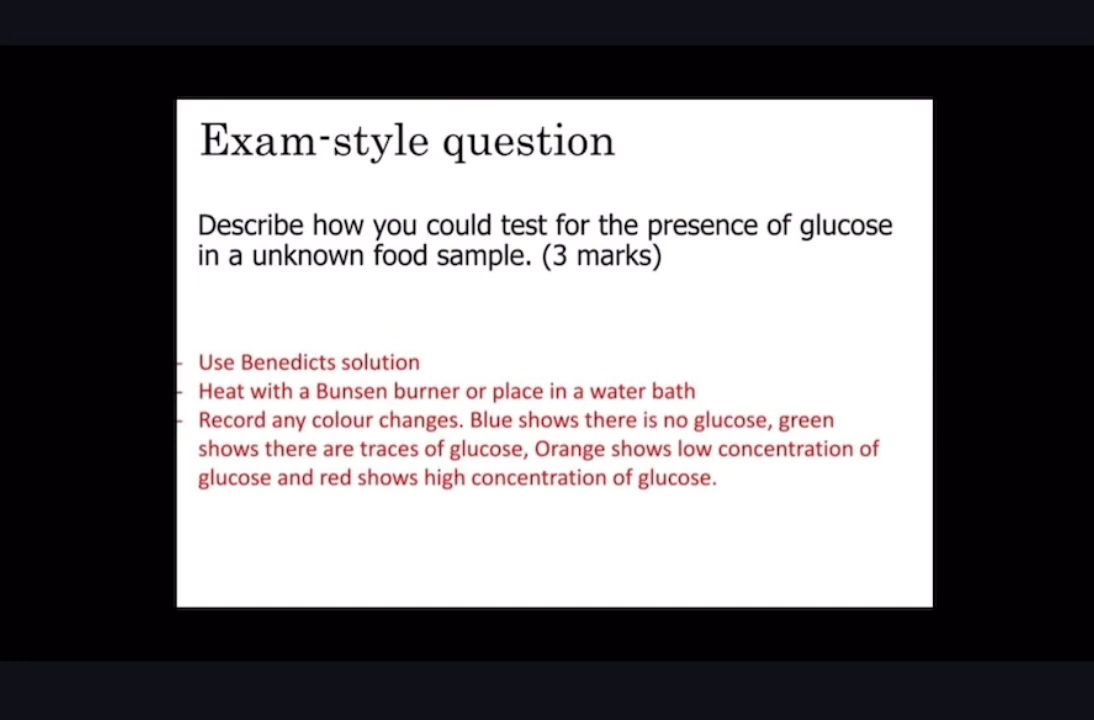 Exam-style question
Describe how you could test for the presence of glucose
in a unknown food sample. (3 marks)
- Use Benedicts solution
- Heat with a Bunsen burner or place in a water bath
- Record any colour changes. Blue shows there is no glucose, green
shows there are traces of glucose, Orange shows low concentration of
glucose and red shows high concentration of glucose.